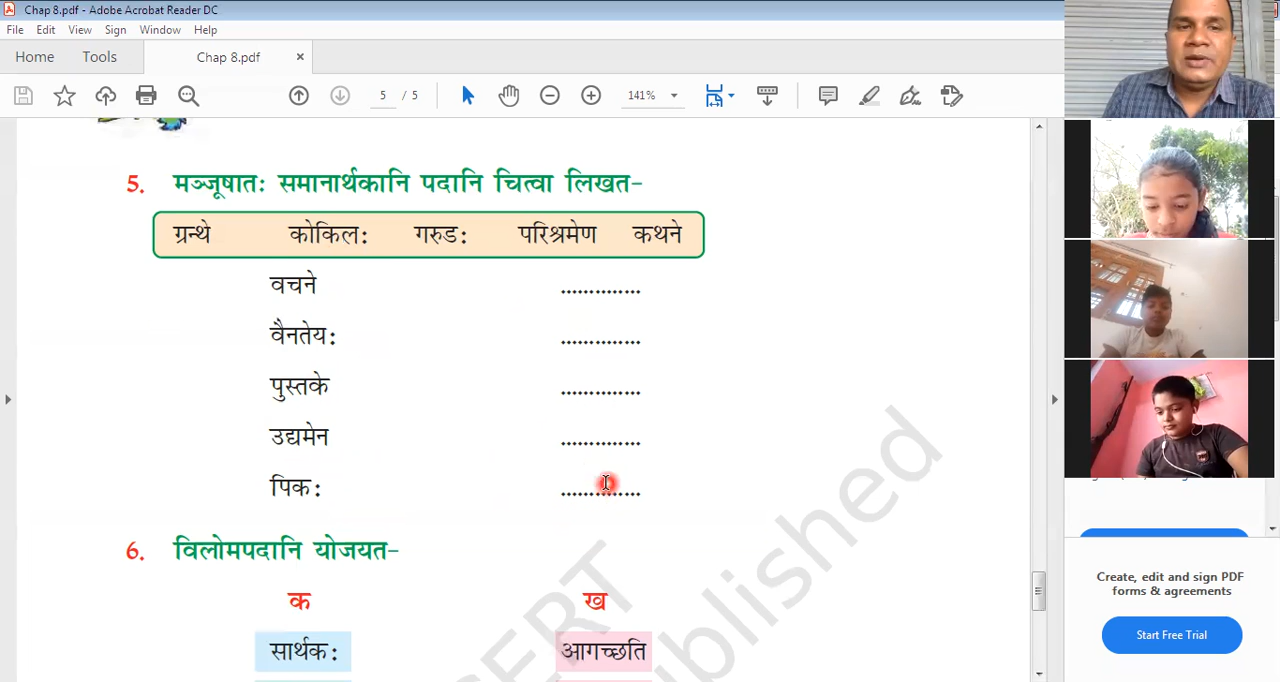 Chap 8.pdf - Adobe Acrobat Reader DC
File Edit View Sign Window Help
Home Tools Chap 8.pdf ×
5 / 5 141%
5. मञ्जूषातः समानार्थकानि पदानि चित्वा लिखत-
ग्रन्थे कोकिलः गरुडः परिश्रमेण कथने
वचने ..............
वैनतेयः ..............
पुस्तके ..............
उद्यमेन ..............
पिकः ..............
6. विलोमपदानि योजयत-
क ख
सार्थकः आगच्छति
Create, edit and sign PDF
forms & agreements
Start Free Trial